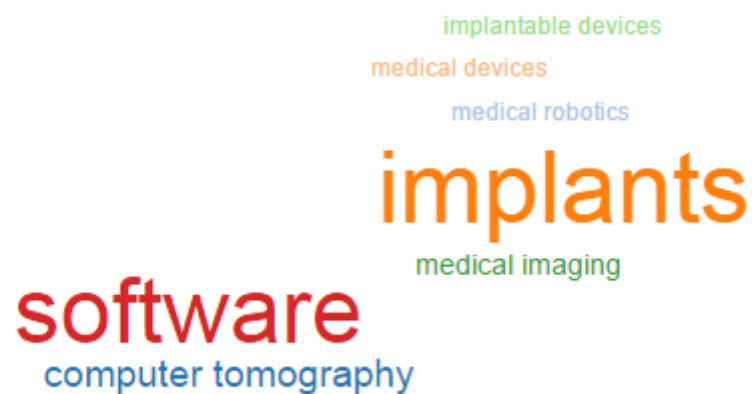 implantable devices
medical devices
medical robotics
implants
medical imaging
software
computer tomography